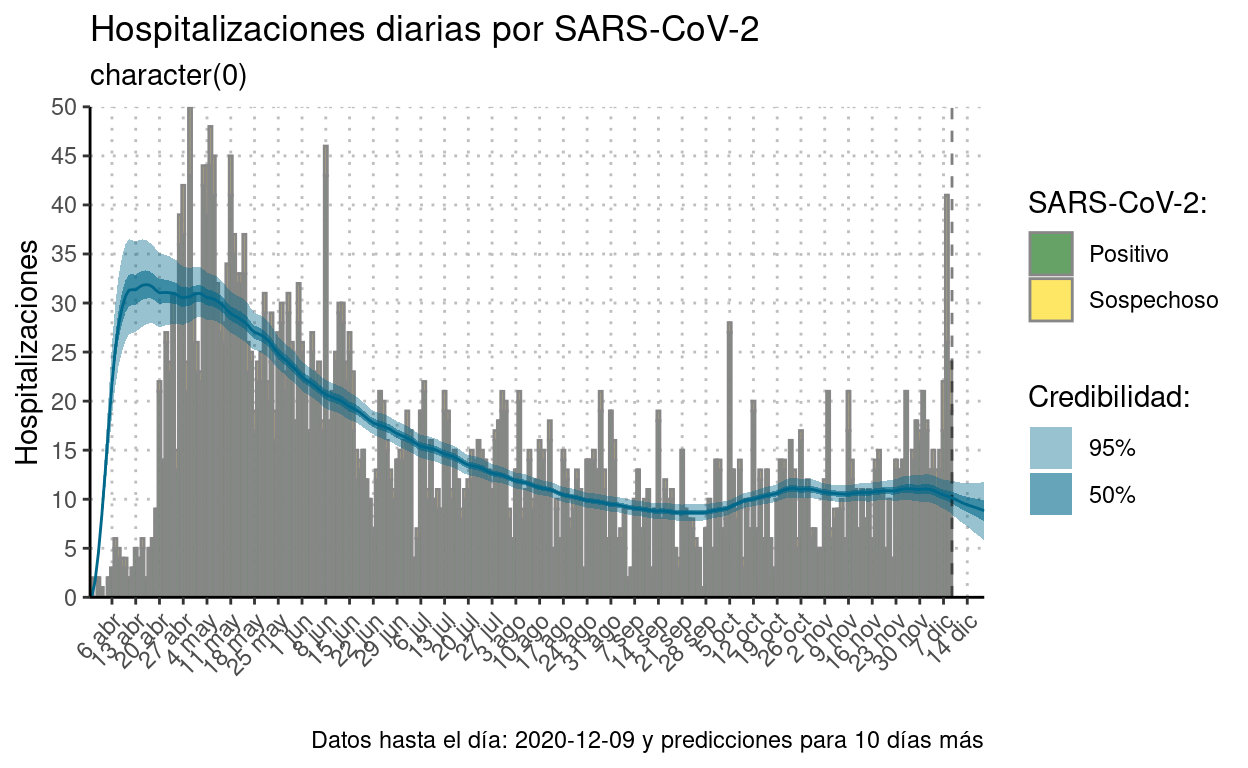 Hospitalizaciones diarias por SARS-CoV-2
character(0)
Hospitalizaciones
50
45
40
35
30
25
20
15
10
5
0
6 abr
13 abr
20 abr
27 abr
4 may
11 may
18 may
25 may
1 jun
8 jun
15 jun
22 jun
29 jun
6 jul
13 jul
20 jul
27 jul
3 ago
10 ago
17 ago
24 ago
31 ago
7 sep
14 sep
21 sep
28 sep
5 oct
12 oct
19 oct
26 oct
2 nov
9 nov
16 nov
23 nov
30 nov
7 dic
14 dic
SARS-CoV-2:
Positivo
Sospechoso
Credibilidad:
95%
50%
Datos hasta el día: 2020-12-09 y predicciones para 10 días más